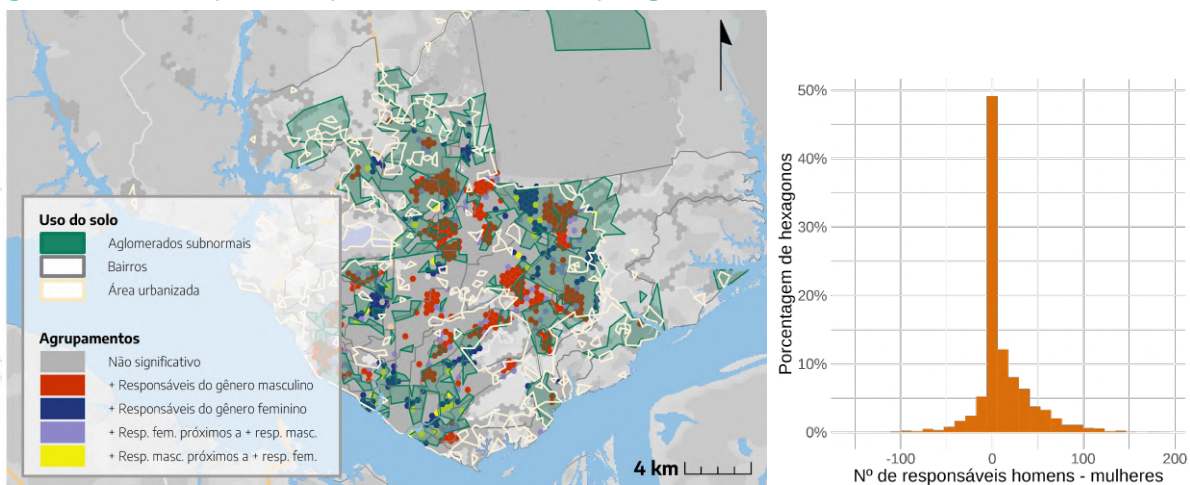 Uso do solo
Aglomerados subnormais
Bairros
Área urbanizada
Agrupamentos
Não significativo
+ Responsáveis do gênero masculino
+ Responsáveis do gênero feminino
+ Resp. fem. próximos a + resp. masc.
+ Resp. masc. próximos a + resp. fem.
4 km
Porcentagem de hexagonos
50%
40%
30%
20%
10%
0%
-100 0 100 200
Nº de responsáveis homens - mulheres